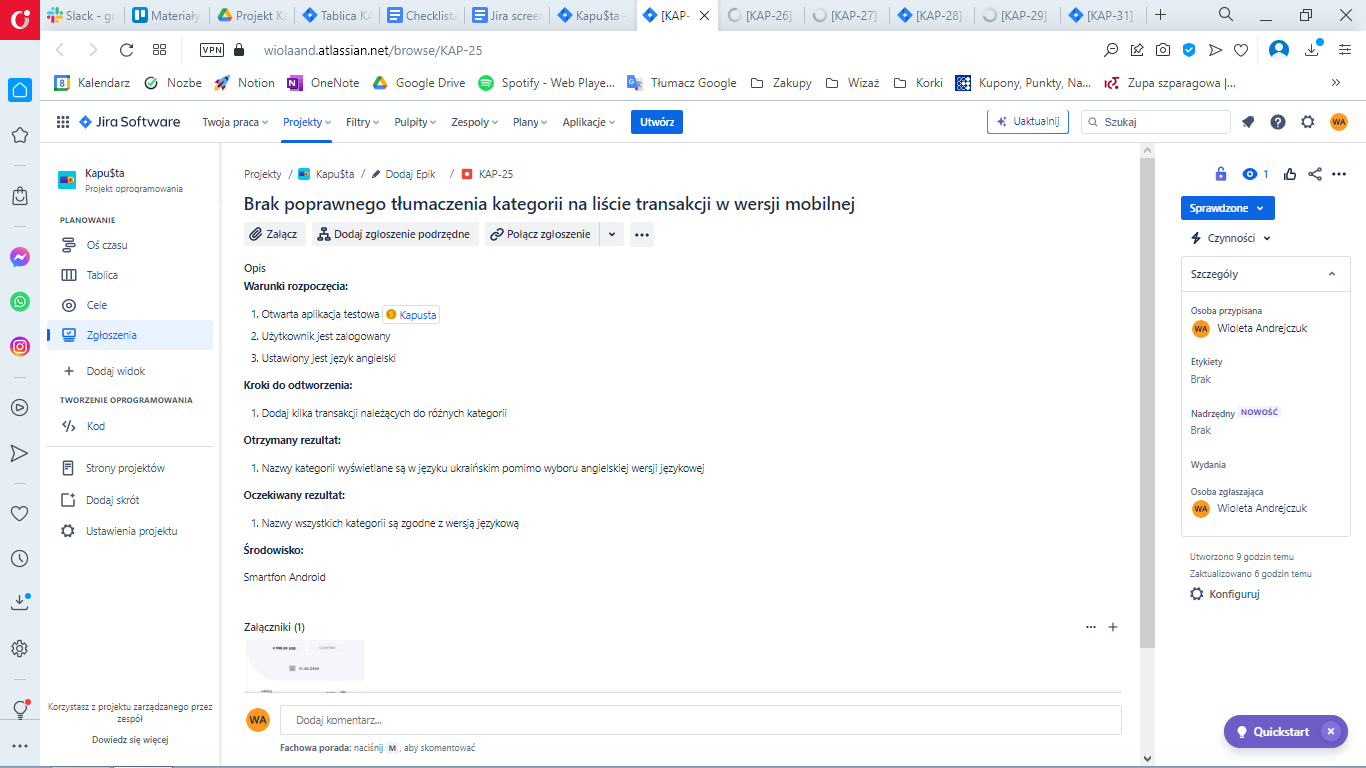 Slack - gr
Materiały
Projekt Ka
Tablica KA
Checklista
Jira screen
Kapu$ta -
[KAP-
[KAP-26]
[KAP-27]
[KAP-28]
[KAP-29]
[KAP-31]
VPN
wiolaand.atlassian.net/browse/KAP-25
Kalendarz
Nozbe
Notion
OneNote
Google Drive
Spotify - Web Playe...
Tłumacz Google
Zakupy
Wizaż
Korki
Kupony, Punkty, Na...
Zupa szparagowa |...
Jira Software
Twoja praca
Projekty
Filtry
Pulpity
Zespoły
Plany
Aplikacje
Utwórz
Uaktualnij
Szukaj
WA
Kapu$ta
Projekt oprogramowania
PLANOWANIE
Oś czasu
Tablica
Cele
Zgłoszenia
Dodaj widok
TWORZENIE OPROGRAMOWANIA
Kod
Strony projektów
Dodaj skrót
Ustawienia projektu
Korzystasz z projektu zarządzanego przez
zespół
Dowiedz się więcej
Projekty / Kapu$ta / Dodaj Epik / KAP-25
Brak poprawnego tłumaczenia kategorii na liście transakcji w wersji mobilnej
Załącz
Dodaj zgłoszenie podrzędne
Połącz zgłoszenie
Opis
Warunki rozpoczęcia:
1. Otwarta aplikacja testowa Kapusta
2. Użytkownik jest zalogowany
3. Ustawiony jest język angielski
Kroki do odtworzenia:
1. Dodaj kilka transakcji należących do różnych kategorii
Otrzymany rezultat:
1. Nazwy kategorii wyświetlane są w języku ukraińskim pomimo wyboru angielskiej wersji językowej
Oczekiwany rezultat:
1. Nazwy wszystkich kategorii są zgodne z wersją językową
Środowisko:
Smartfon Android
Załączniki (1)
WA
Dodaj komentarz...
Fachowa porada: naciśnij M , aby skomentować
1
Sprawdzone
Czynności
Szczegóły
Osoba przypisana
WA Wioleta Andrejczuk
Etykiety
Brak
Nadrzędny NOWOŚĆ
Brak
Wydania
Osoba zgłaszająca
WA Wioleta Andrejczuk
Utworzono 9 godzin temu
Zaktualizowano 6 godzin temu
Konfiguruj
Quickstart